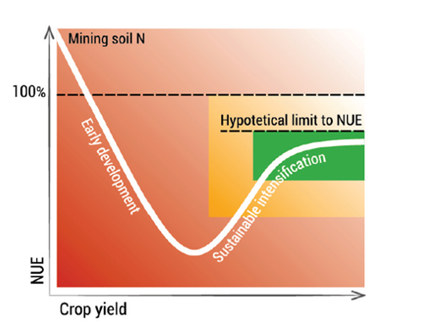 Mining soil N
100%
Hypotetical limit to NUE
Early development
Sustainable intensification
NUE
Crop yield